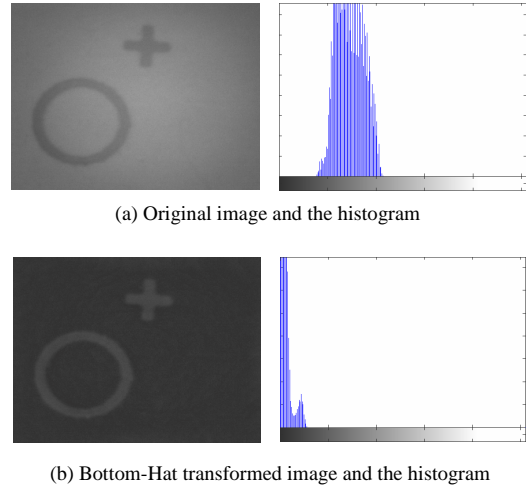 (a) Original image and the histogram
(b) Bottom-Hat transformed image and the histogram